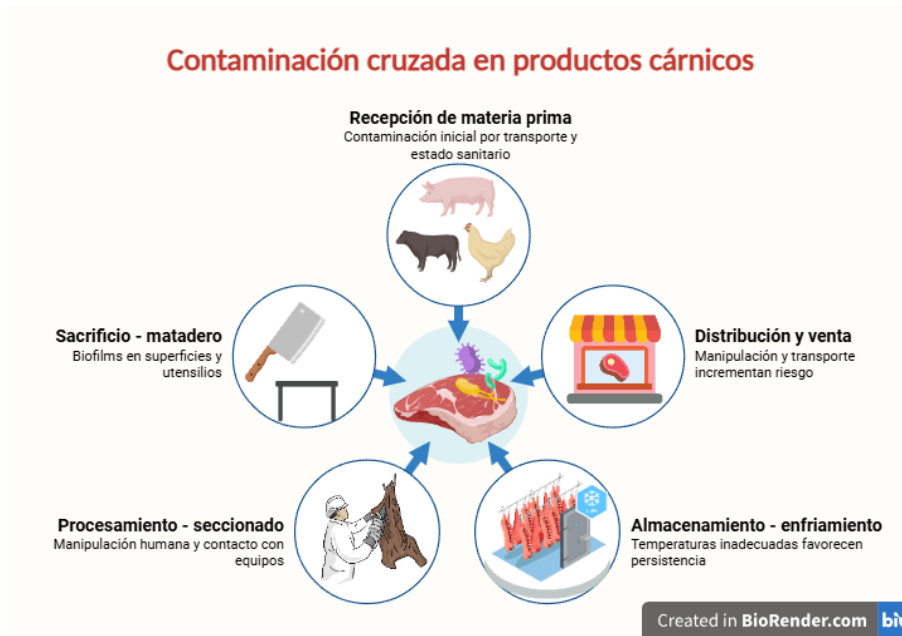 Contaminación cruzada en productos cárnicos
Recepción de materia prima
Contaminación inicial por transporte y
estado sanitario
Sacrificio - matadero
Biofilms en superficies y
utensilios
Distribución y venta
Manipulación y transporte
incrementan riesgo
Procesamiento - seccionado
Manipulación humana y contacto con
equipos
Almacenamiento - enfriamiento
Temperaturas inadecuadas favorecen
persistencia
Created in BioRender.com bio